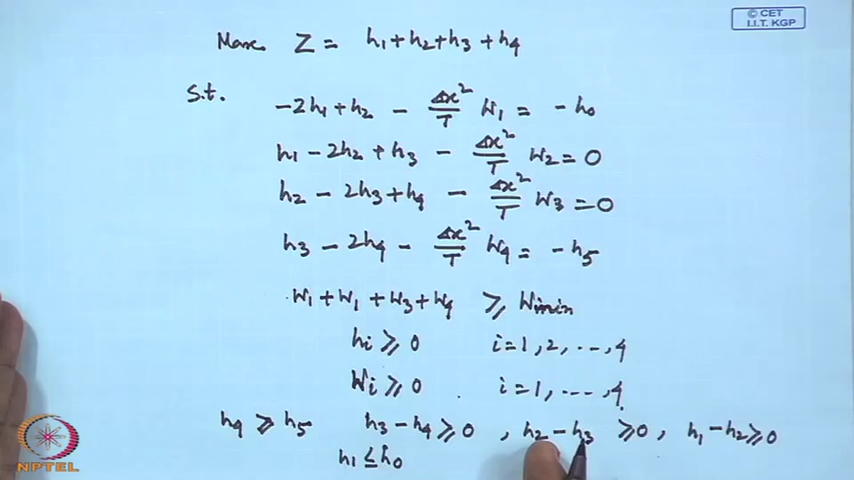 © CET
I.I.T. KGP
Max. Z = h₁+h₂+h₃+h₄
S.t. -2h₁+h₂ - Δx²/T W₁ = -h₀
h₁-2h₂+h₃ - Δx²/T W₂=0
h₂-2h₃+h₄ - Δx²/T W₃=0
h₃-2h₄- Δx²/T W₄= -h₅
W₁+W₁+W₃+W₄ ≥ Wmin
hi ≥ 0 i=1,2,...,4
Wi ≥ 0 i=1,...,4
h₄ ≥ h₅ h₃-h₄ ≥ 0, h₂-h₃ ≥0, h₁-h₂≥0
h₁ ≤ h₀
NPTEL